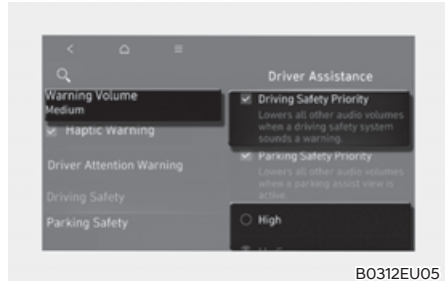 Driver Assistance
Warning Volume
Medium
Haptic Warning
Driver Attention Warning
Driving Safety
Parking Safety
Driving Safety Priority
Lowers all other audio volumes
when a driving safety system
sounds a warning.
Parking Safety Priority
Lowers all other audio volumes
when a parking assist view is
active.
High
B0312EU05